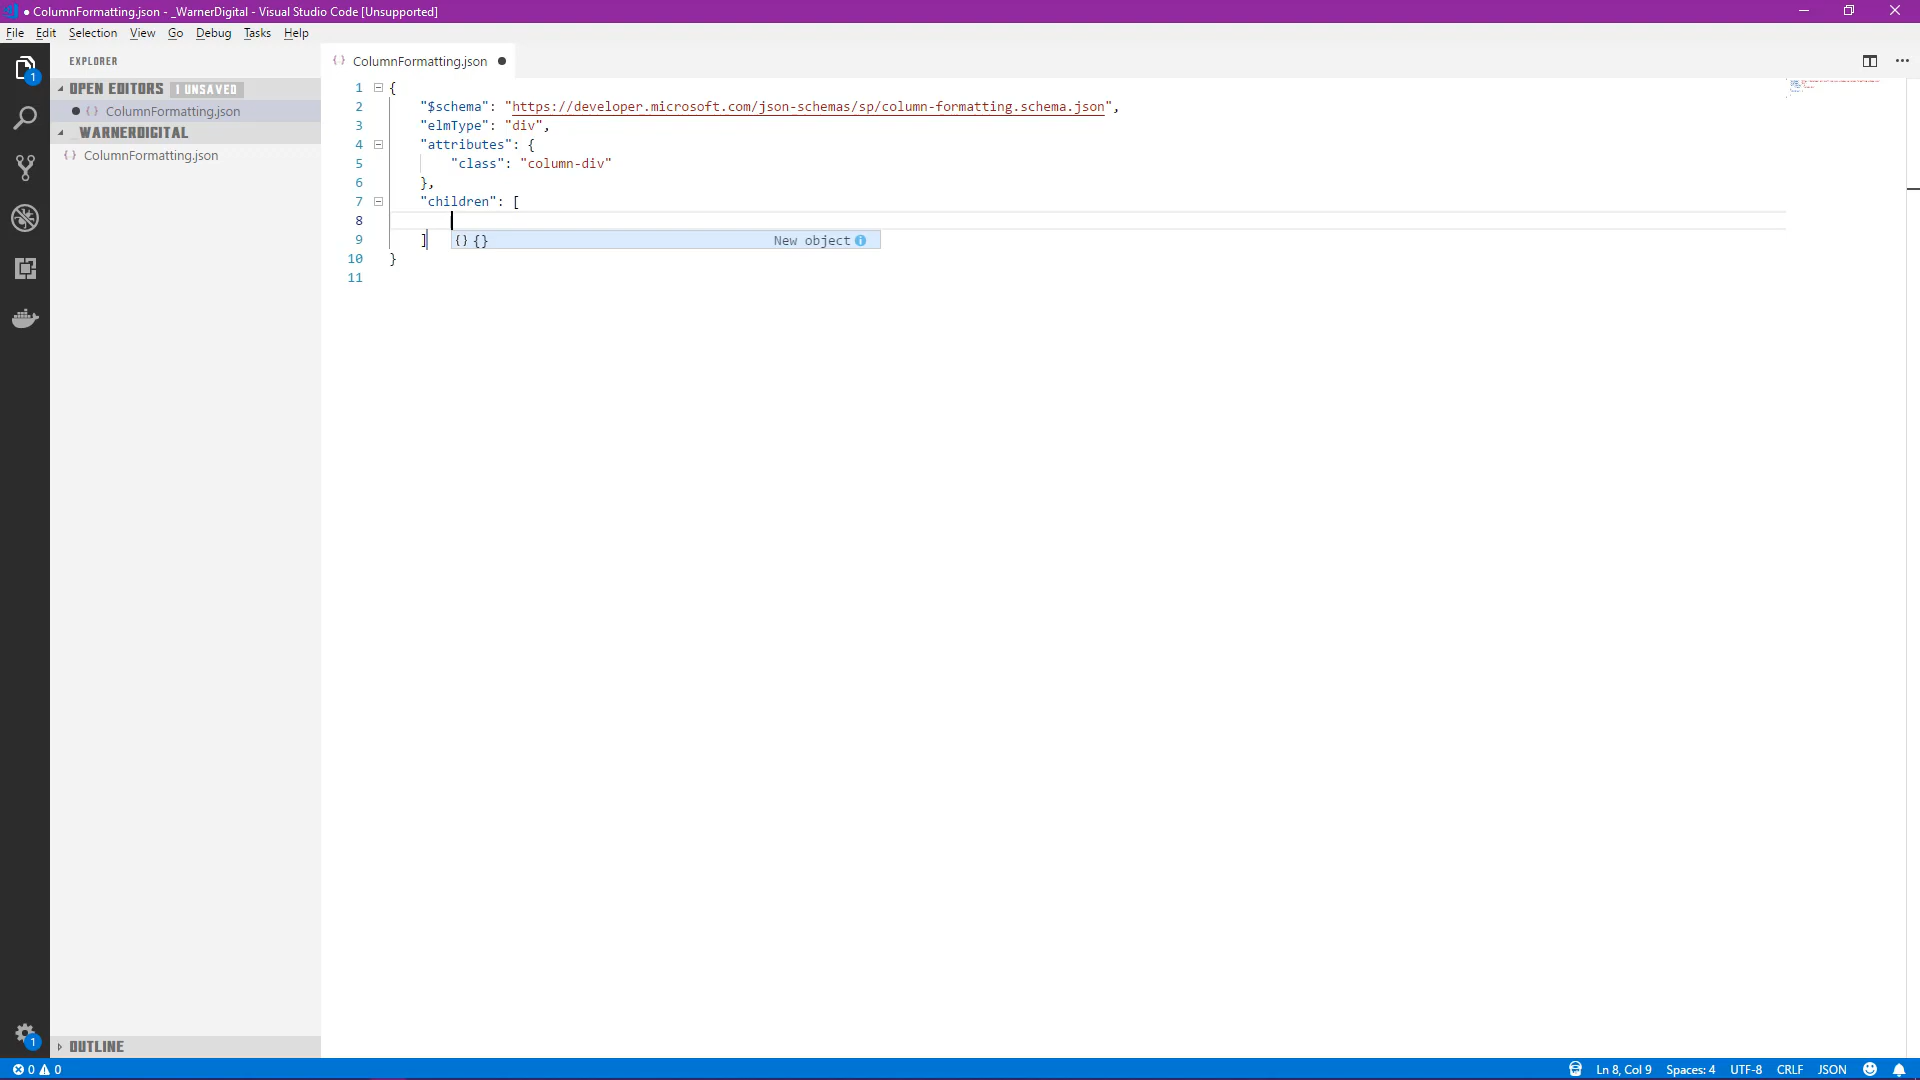 ● ColumnFormatting.json - _WarnerDigital - Visual Studio Code [Unsupported]
File Edit Selection View Go Debug Tasks Help
EXPLORER
OPEN EDITORS 1 UNSAVED
● {} ColumnFormatting.json
_WARNERDIGITAL
{} ColumnFormatting.json
OUTLINE
1
1
{} ColumnFormatting.json ●
1 {
2 "$schema": "https://developer.microsoft.com/json-schemas/sp/column-formatting.schema.json",
3 "elmType": "div",
4 "attributes": {
5 "class": "column-div"
6 },
7 "children": [
8
9 ]
{} {} New object
10 }
11
0 0
Ln 8, Col 9 Spaces: 4 UTF-8 CRLF JSON